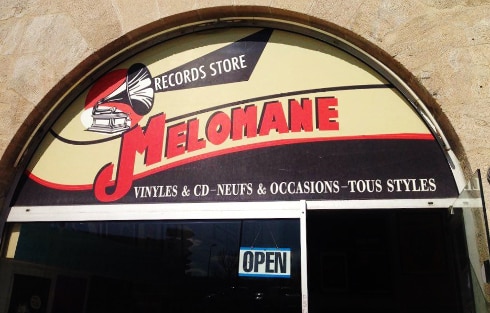 RECORDS STORE
MELOMANE
VINYLES & CD - NEUFS & OCCASIONS - TOUS STYLES
OPEN